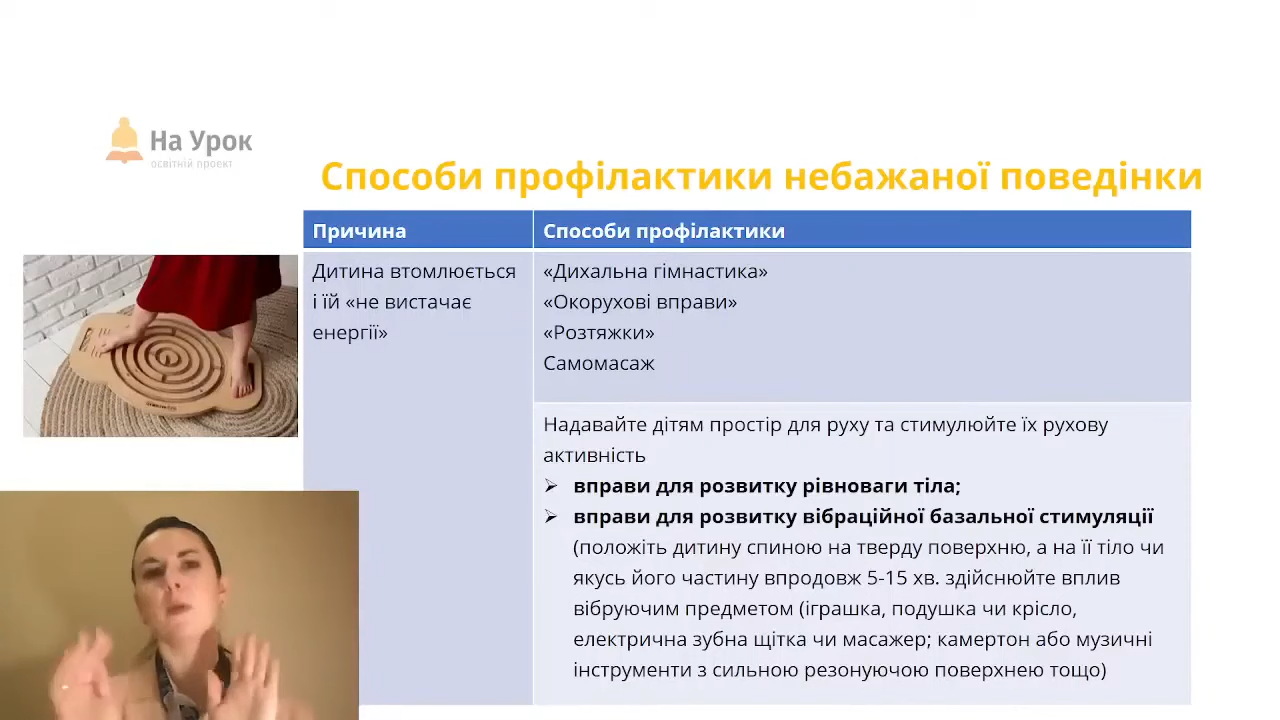 На Урок
освітній проект
Способи профілактики небажаної поведінки
Причина
Способи профілактики
Дитина втомлюється
і їй «не вистачає
енергії»
«Дихальна гімнастика»
«Окорухові вправи»
«Розтяжки»
Самомасаж
Надавайте дітям простір для руху та стимулюйте їх рухову
активність
вправи для розвитку рівноваги тіла;
вправи для розвитку вібраційної базальної стимуляції
(положіть дитину спиною на тверду поверхню, а на її тіло чи
якусь його частину впродовж 5-15 хв. здійснюйте вплив
вібруючим предметом (іграшка, подушка чи крісло,
електрична зубна щітка чи масажер; камертон або музичні
інструменти з сильною резонуючою поверхнею тощо)